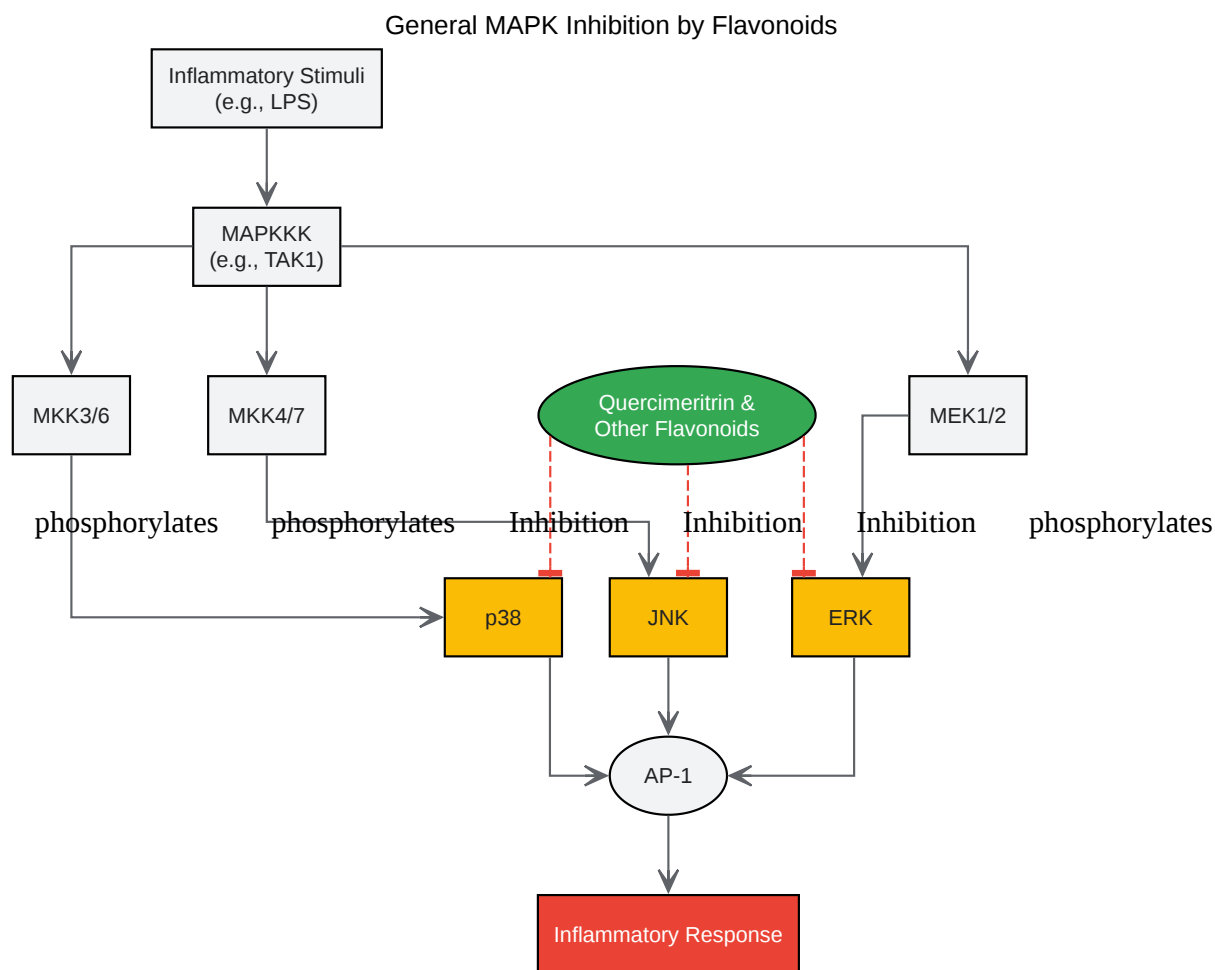 General MAPK Inhibition by Flavonoids
Inflammatory Stimuli
(e.g., LPS)
MAPKKK
(e.g., TAK1)
MKK3/6
MKK4/7
Quercimeritrin &
Other Flavonoids
MEK1/2
phosphorylates
phosphorylates
Inhibition
Inhibition
Inhibition
phosphorylates
p38
JNK
ERK
AP-1
Inflammatory Response